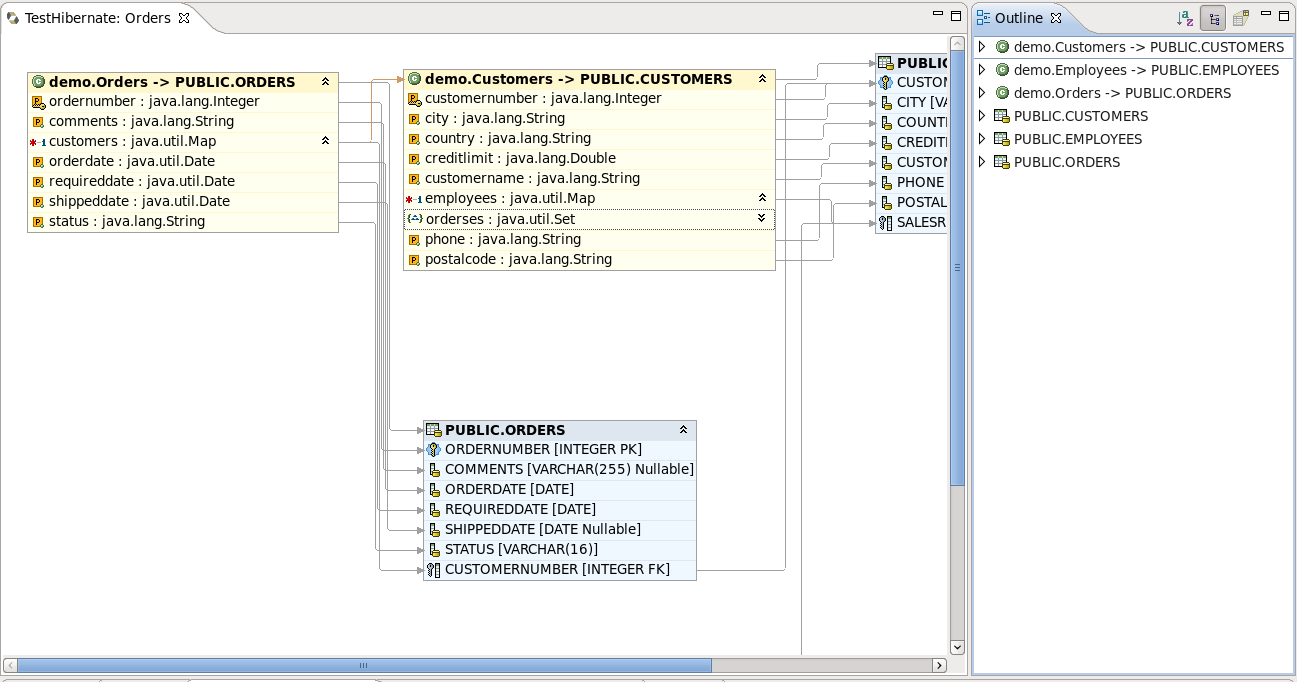 TestHibernate: Orders
demo.Orders -> PUBLIC.ORDERS
ordernumber : java.lang.Integer
comments : java.lang.String
customers : java.util.Map
orderdate : java.util.Date
requireddate : java.util.Date
shippeddate : java.util.Date
status : java.lang.String
demo.Customers -> PUBLIC.CUSTOMERS
customernumber : java.lang.Integer
city : java.lang.String
country : java.lang.String
creditlimit : java.lang.Double
customername : java.lang.String
employees : java.util.Map
orderses : java.util.Set
phone : java.lang.String
postalcode : java.lang.String
PUBLIC
CUSTOM
CITY [VA
COUNT
CREDIT
CUSTOM
PHONE
POSTAL
SALESR
PUBLIC.ORDERS
ORDERNUMBER [INTEGER PK]
COMMENTS [VARCHAR(255) Nullable]
ORDERDATE [DATE]
REQUIREDDATE [DATE]
SHIPPEDDATE [DATE Nullable]
STATUS [VARCHAR(16)]
CUSTOMERNUMBER [INTEGER FK]
Outline
demo.Customers -> PUBLIC.CUSTOMERS
demo.Employees -> PUBLIC.EMPLOYEES
demo.Orders -> PUBLIC.ORDERS
PUBLIC.CUSTOMERS
PUBLIC.EMPLOYEES
PUBLIC.ORDERS